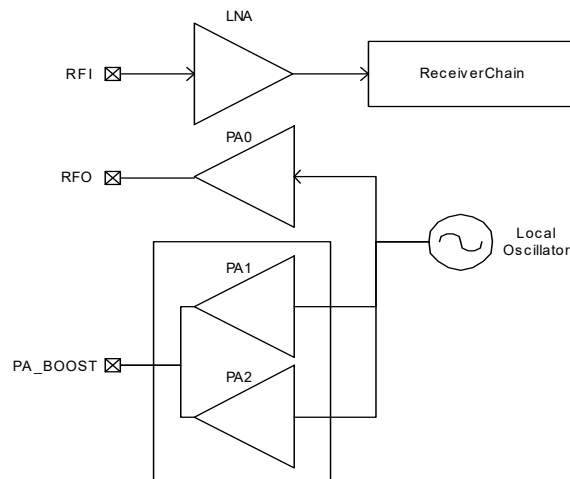 LNA
RFI
ReceiverChain
PA0
RFO
Local
Oscillator
PA1
PA_BOOST
PA2